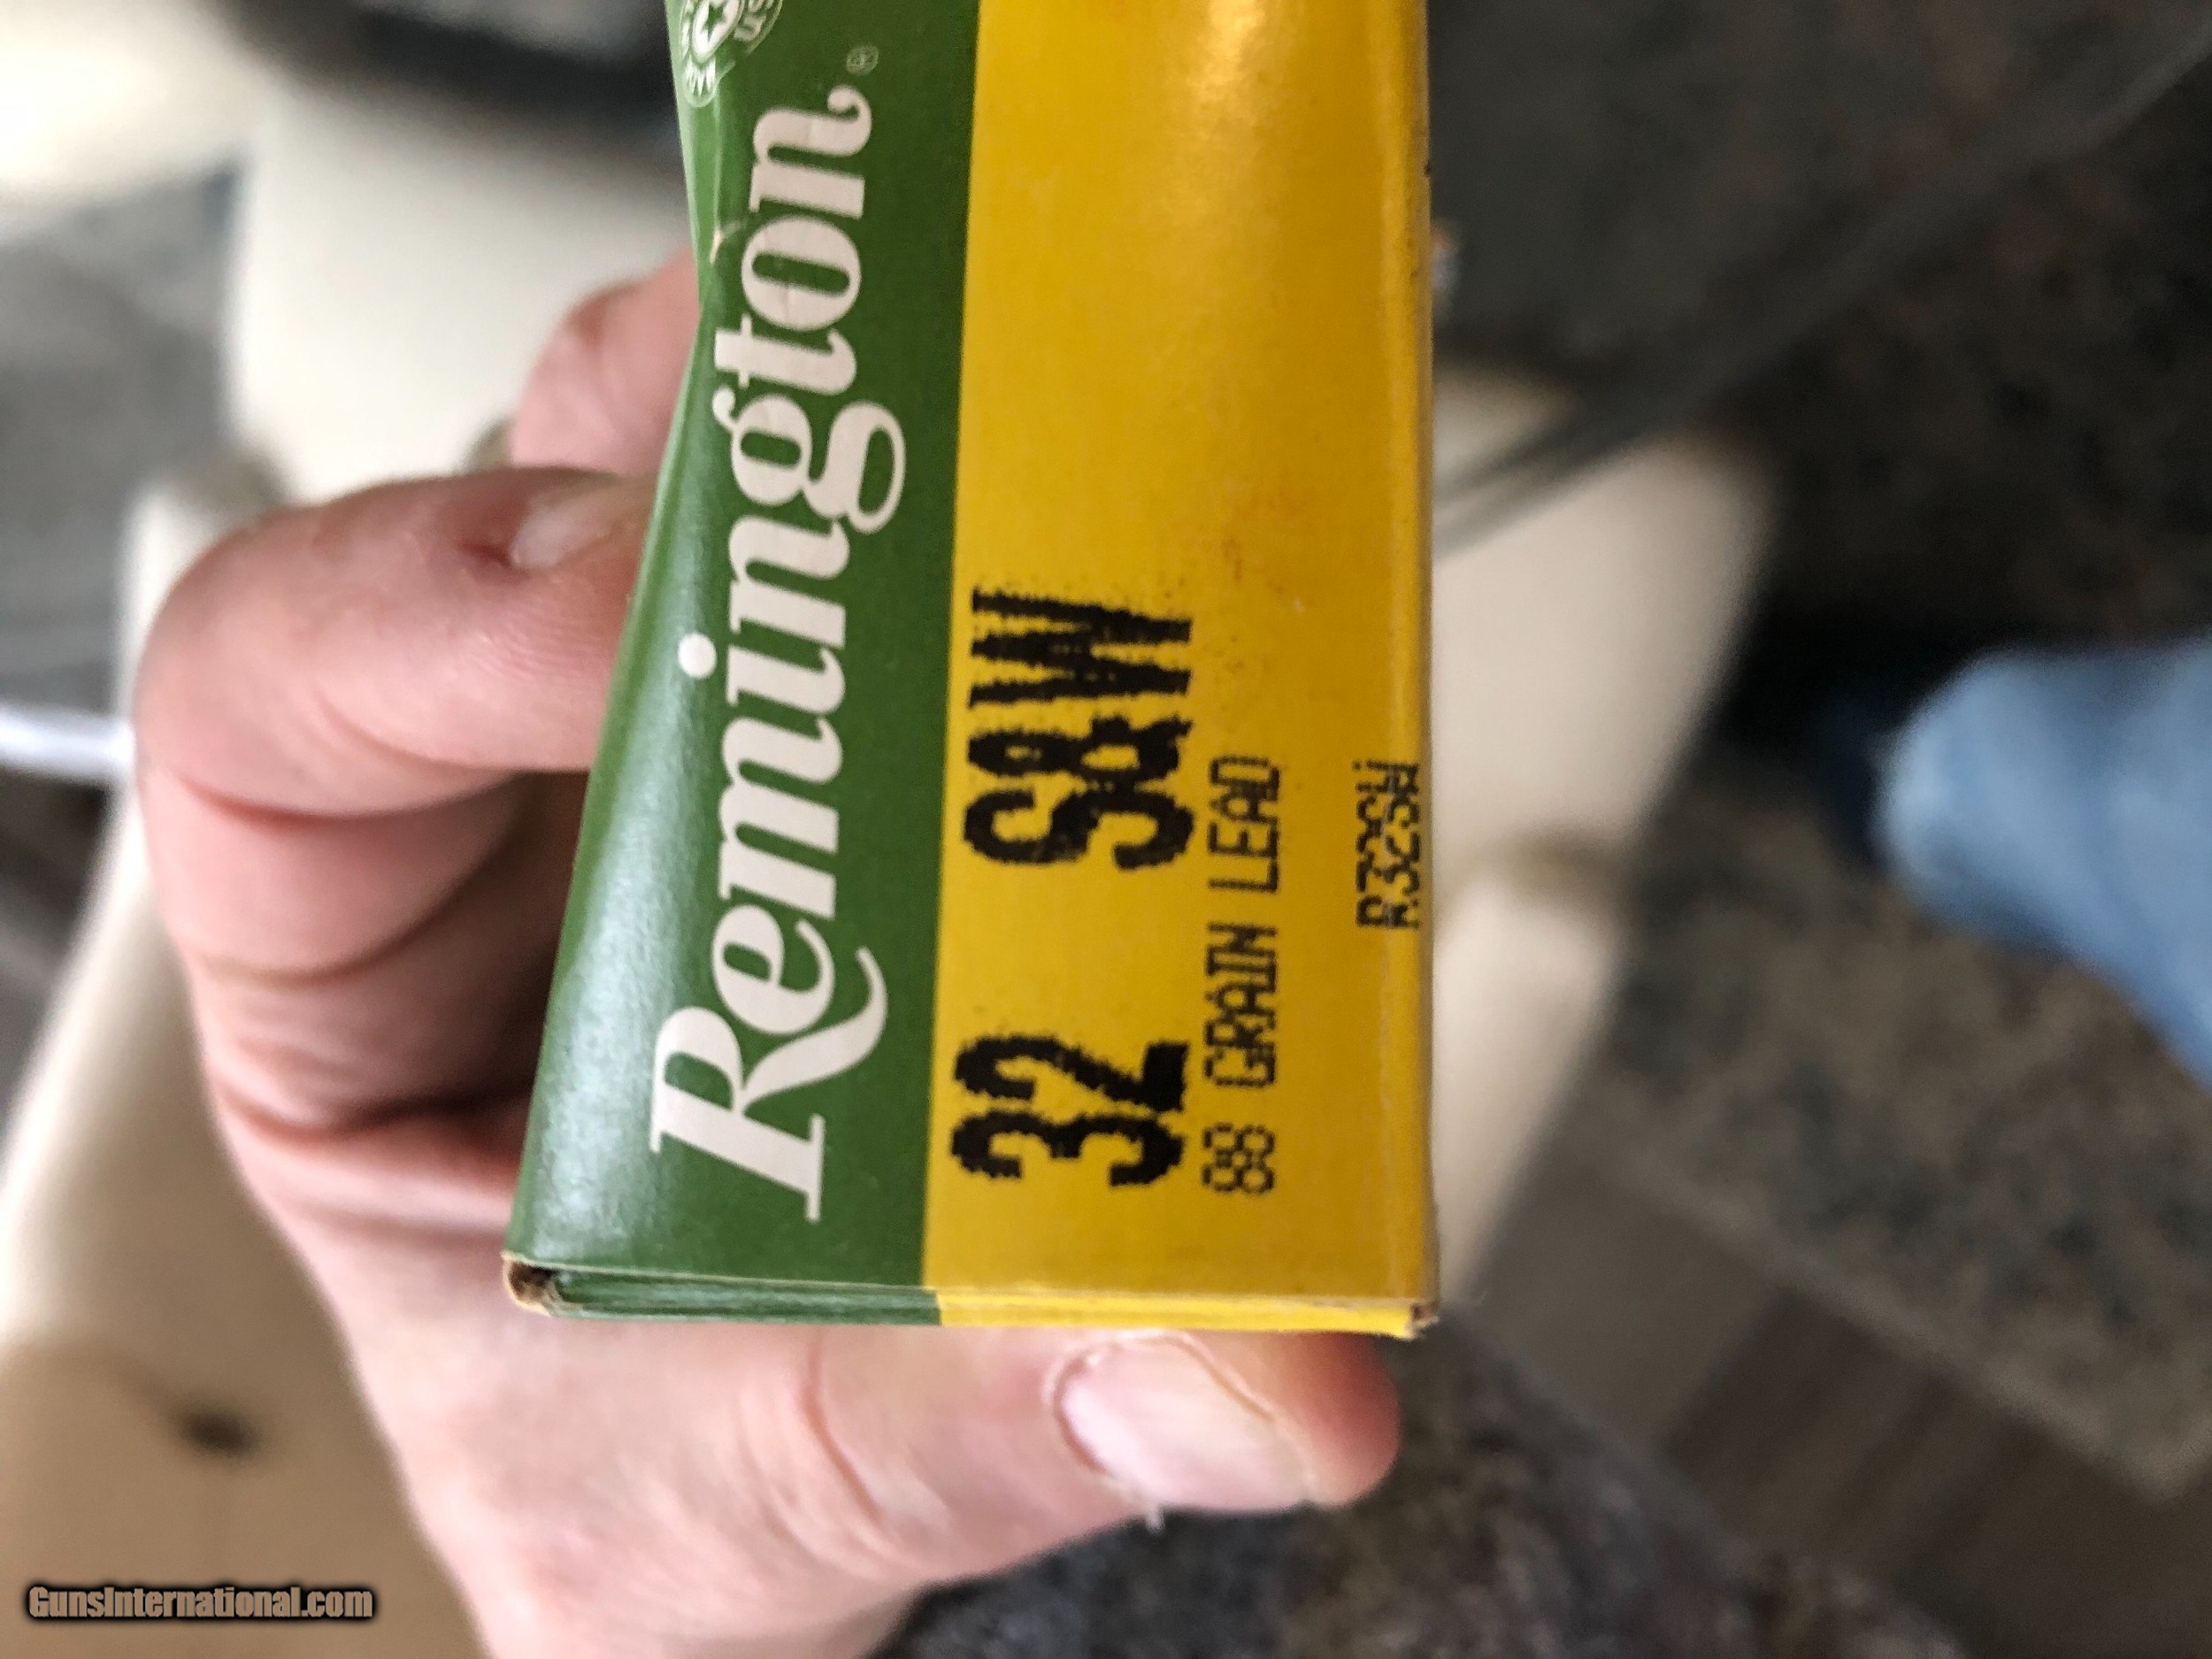 Remington®
32 S&W
88 GRAIN LEAD
R32SW
GunsInternational.com